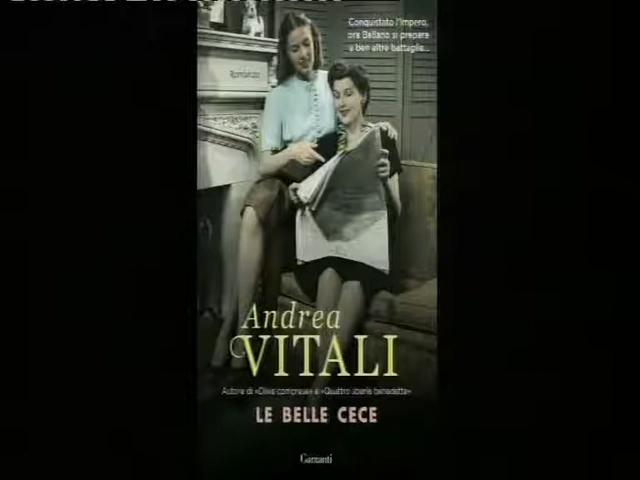 Conquistato l'Impero,
ora Bellano si prepara
a ben altre battaglie...
Romanzo
Andrea
VITALI
Autore di «Olive comprese» e «Quattro sberle benedette»
LE BELLE CECE
Garzanti